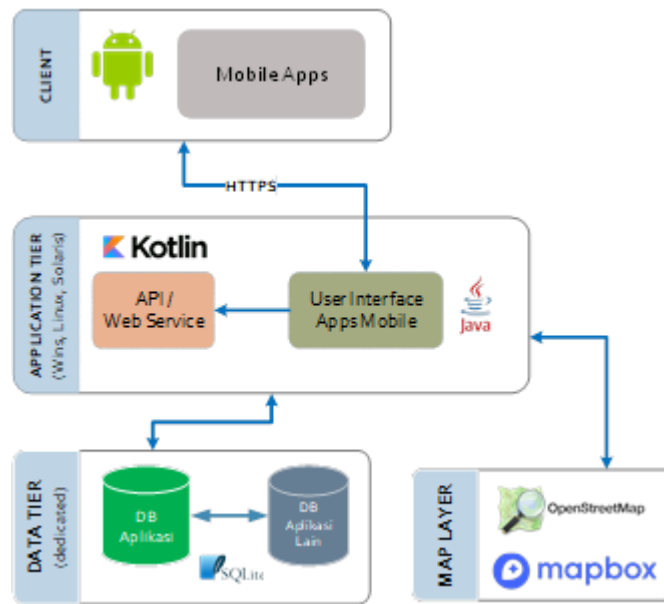 CLIENT
Mobile Apps
HTTPS
APPLICATION TIER
(Wins, Linux, Solaris)
Kotlin
API /
Web Service
User Interface
Apps Mobile
Java
DATA TIER
(dedicated)
DB
Aplikasi
DB
Aplikasi
Lain
SQLite
MAP LAYER
OpenStreetMap
mapbox